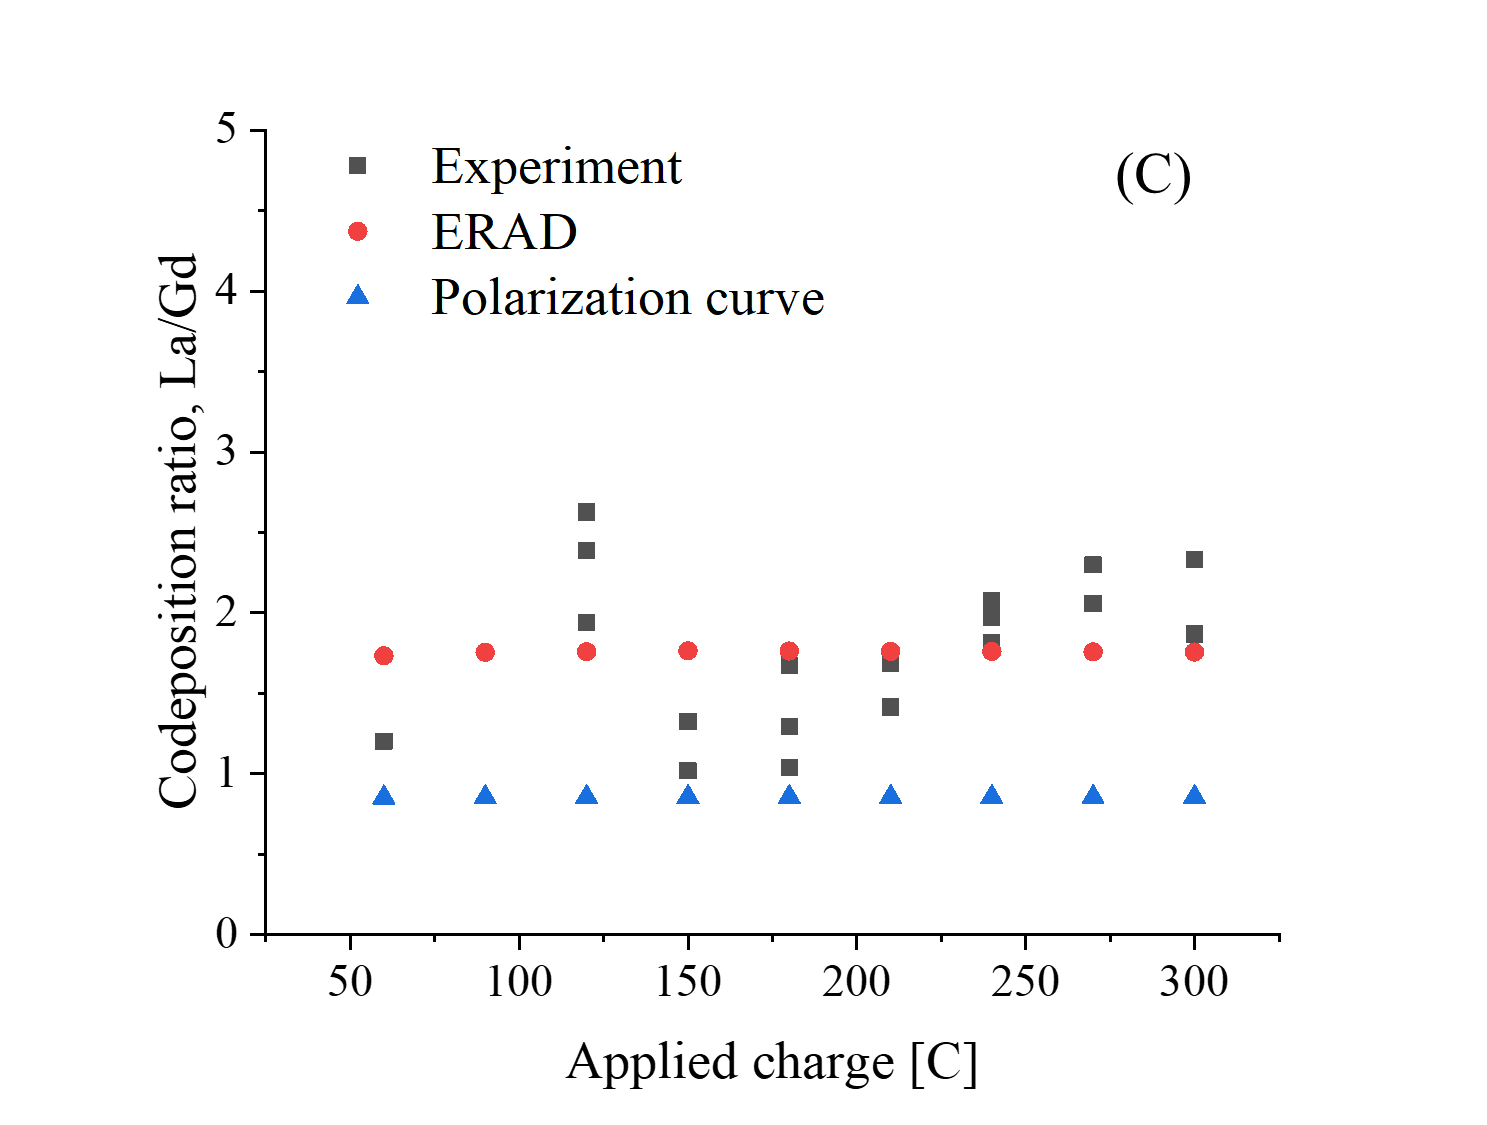 Experiment
ERAD
Polarization curve
(C)
Codeposition ratio, La/Gd
5
4
3
2
1
0
50 100 150 200 250 300
Applied charge [C]